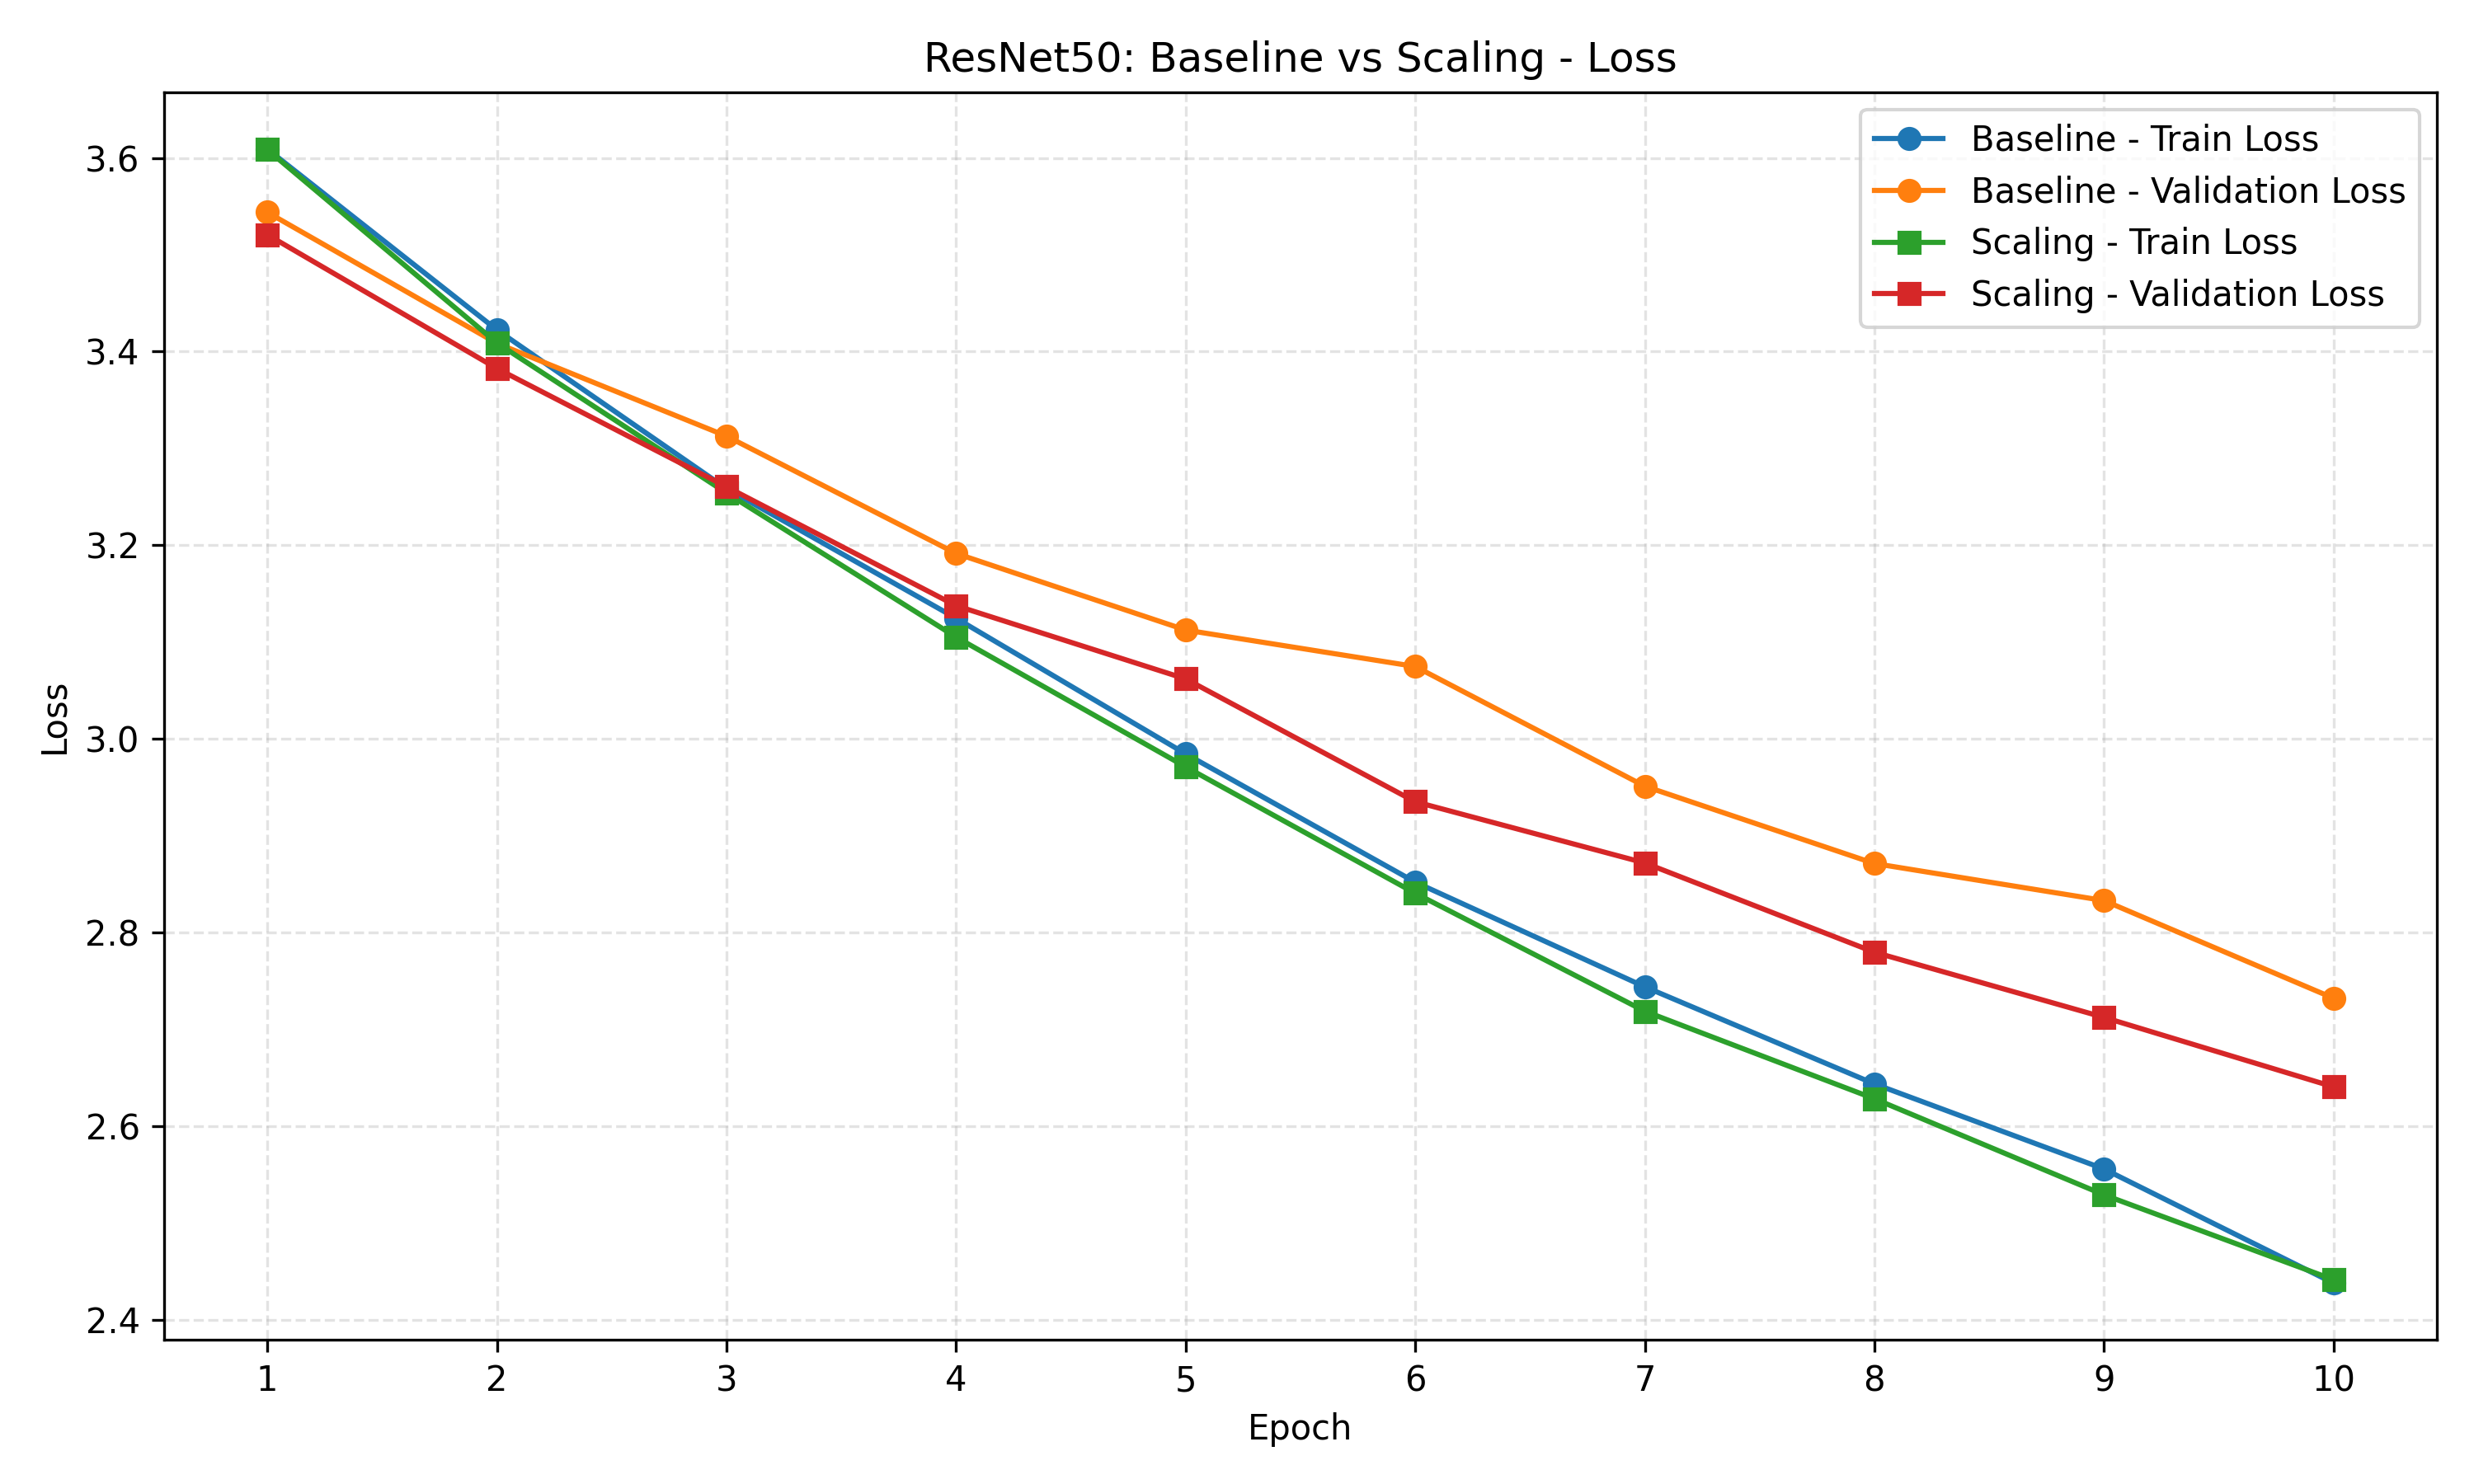 ResNet50: Baseline vs Scaling - Loss
Baseline - Train Loss
Baseline - Validation Loss
Scaling - Train Loss
Scaling - Validation Loss
Loss
3.6
3.4
3.2
3.0
2.8
2.6
2.4
1 2 3 4 5 6 7 8 9 10
Epoch